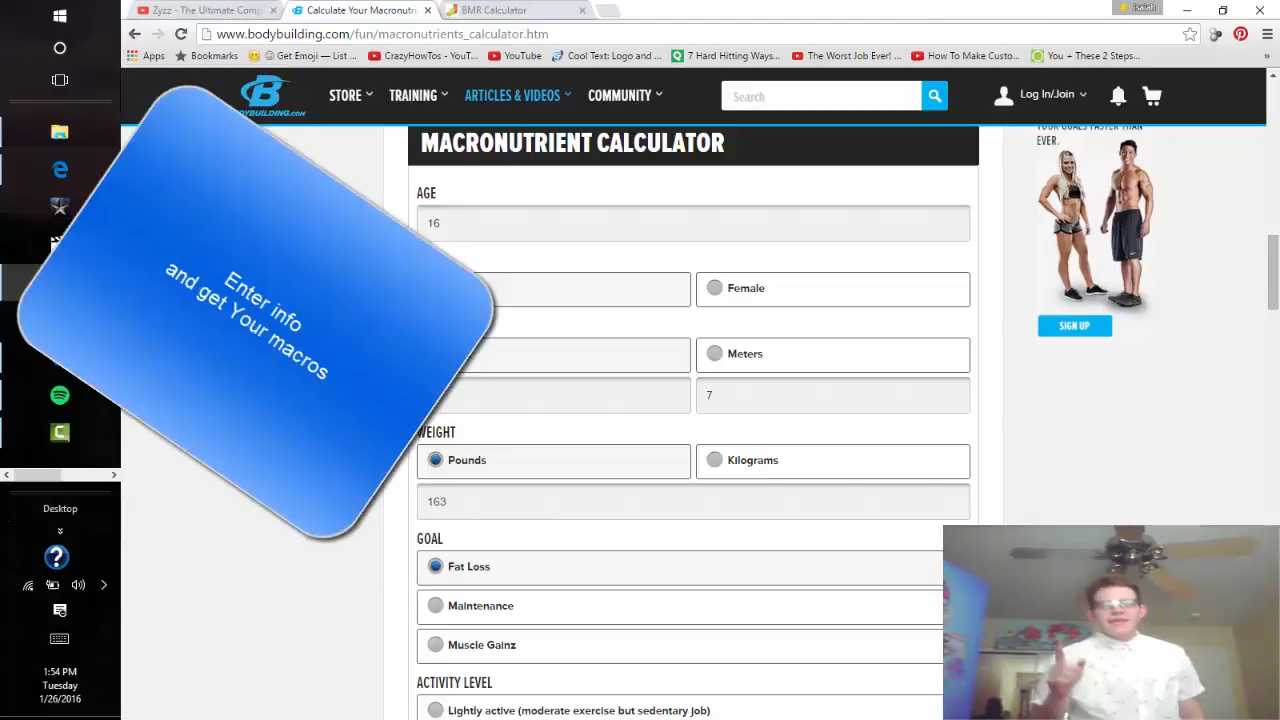 Zyzz - The Ultimate Comp
Calculate Your Macronutri
BMR Calculator
Isaiah
www.bodybuilding.com/fun/macronutrients_calculator.htm
Apps
Bookmarks
Get Emoji — List ...
CrazyHowTos - YouT...
YouTube
Cool Text: Logo and ...
7 Hard Hitting Ways...
The Worst Job Ever! ...
How To Make Custo...
You + These 2 Steps...
B
BODYBUILDING.com
STORE
TRAINING
ARTICLES & VIDEOS
COMMUNITY
Search
Log In/Join
MACRONUTRIENT CALCULATOR
YOUR GOALS FASTER THAN
EVER.
AGE
16
Enter info
and get Your macros
Female
Meters
7
WEIGHT
Pounds
Kilograms
163
GOAL
Fat Loss
Maintenance
Muscle Gainz
ACTIVITY LEVEL
Lightly active (moderate exercise but sedentary job)
SIGN UP
Desktop
1:54 PM
Tuesday
1/26/2016